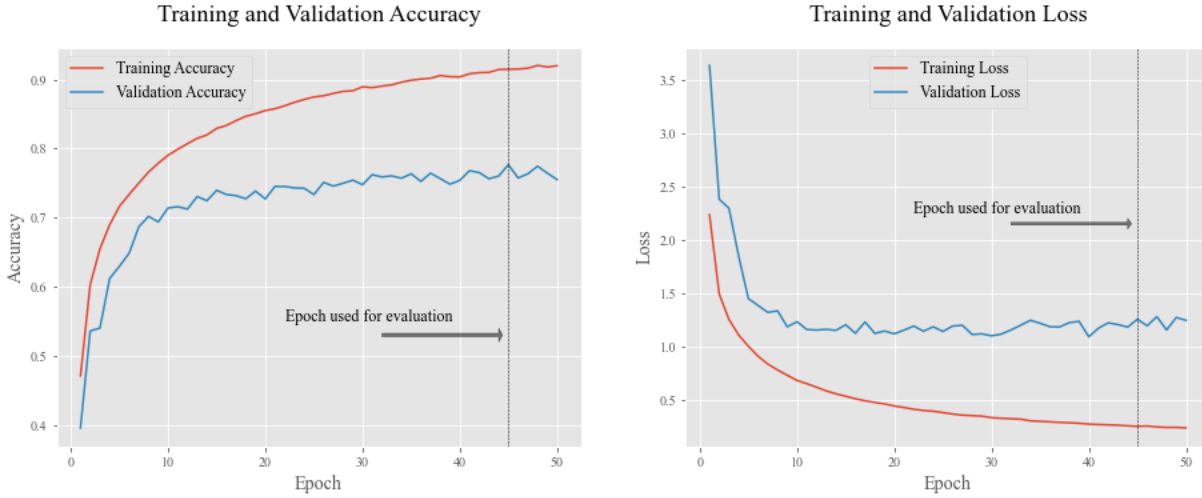 Training and Validation Accuracy
Training Accuracy
Validation Accuracy
0.9
0.8
0.7
0.6
0.5
0.4
Accuracy
Epoch used for evaluation
0
10
20
30
40
50
Epoch
Training and Validation Loss
Training Loss
Validation Loss
3.5
3.0
2.5
2.0
1.5
1.0
0.5
Loss
Epoch used for evaluation
0
10
20
30
40
50
Epoch